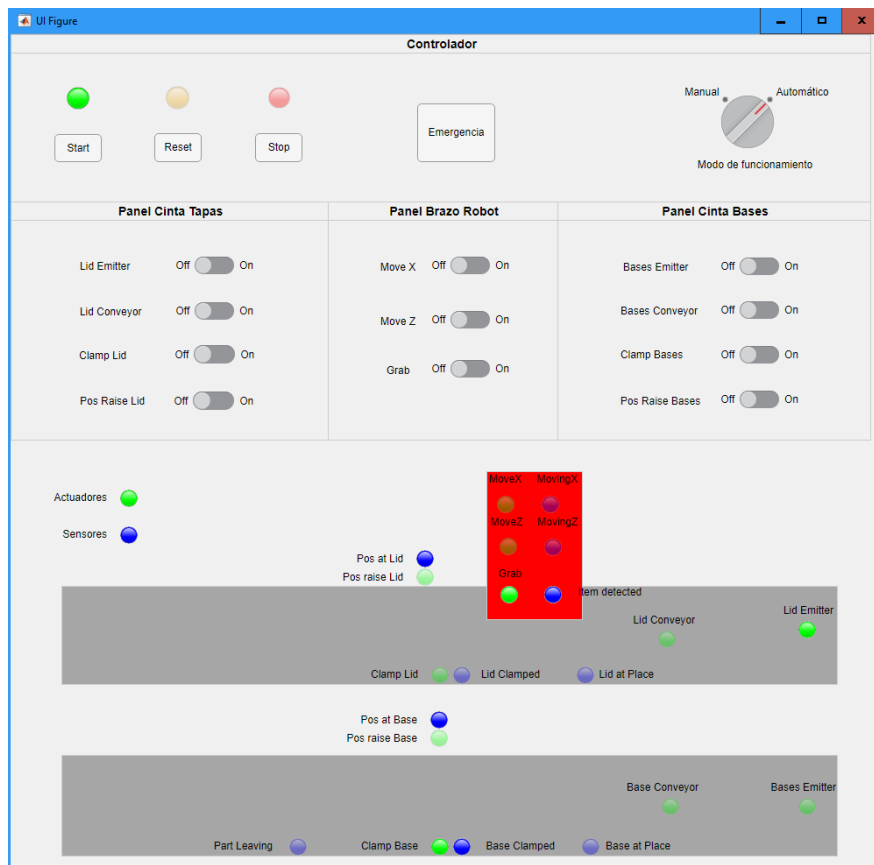 UI Figure
Controlador
Manual Automático
Emergencia
Start Reset Stop
Modo de funcionamiento
Panel Cinta Tapas Panel Brazo Robot Panel Cinta Bases
Lid Emitter Off On Move X Off On Bases Emitter Off On
Lid Conveyor Off On Move Z Off On Bases Conveyor Off On
Clamp Lid Off On Grab Off On Clamp Bases Off On
Pos Raise Lid Off On Pos Raise Bases Off On
MoveX MovingX
Actuadores
MoveZ MovingZ
Sensores
Pos at Lid
Pos raise Lid Grab
Item detected
Lid Emitter
Lid Conveyor
Clamp Lid Lid Clamped Lid at Place
Pos at Base
Pos raise Base
Base Conveyor Bases Emitter
Part Leaving Clamp Base Base Clamped Base at Place